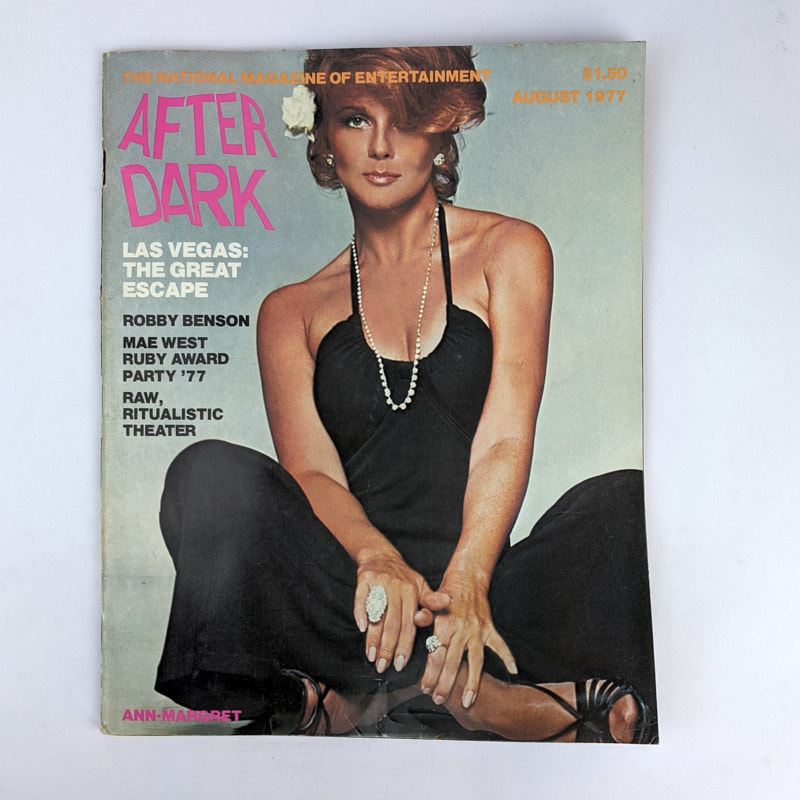 THE NATIONAL MAGAZINE OF ENTERTAINMENT
$1.50
AUGUST 1977
AFTER
DARK
LAS VEGAS:
THE GREAT
ESCAPE
ROBBY BENSON
MAE WEST
RUBY AWARD
PARTY '77
RAW,
RITUALISTIC
THEATER
ANN-MARGRET